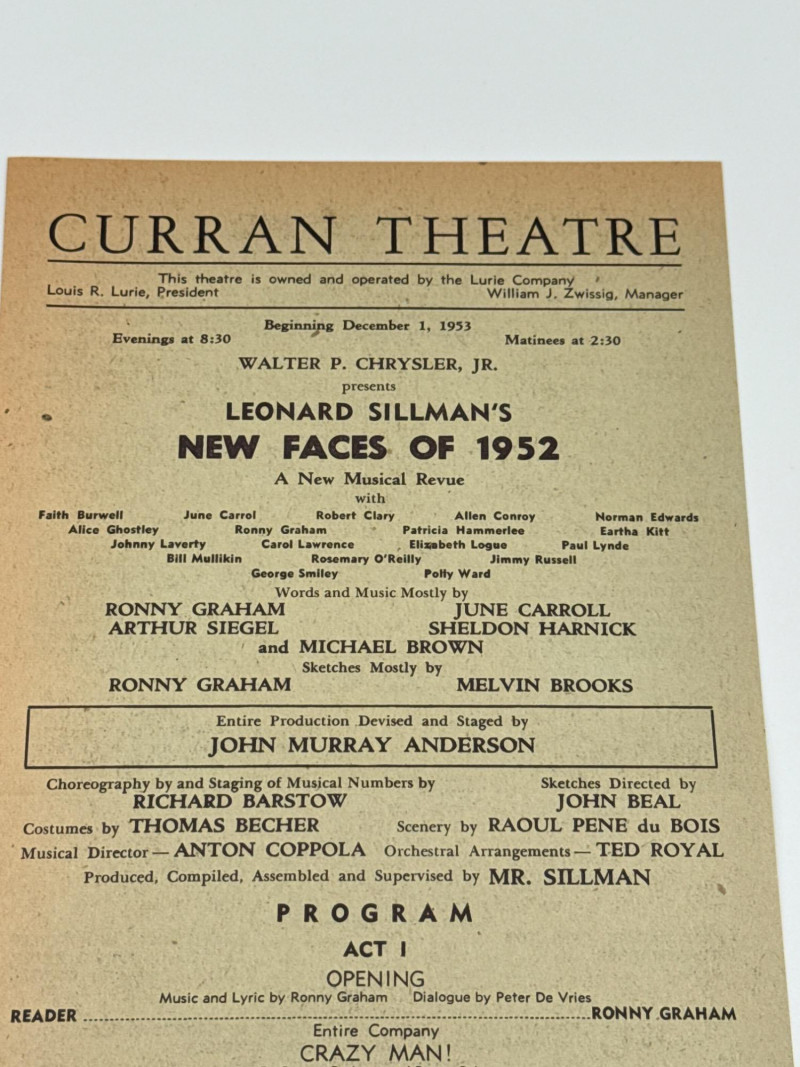 CURRAN THEATRE
This theatre is owned and operated by the Lurie Company
Louis R. Lurie, President William J. Zwissig, Manager
Beginning December 1, 1953
Evenings at 8:30 Matinees at 2:30
WALTER P. CHRYSLER, JR.
presents
LEONARD SILLMAN'S
NEW FACES OF 1952
A New Musical Revue
with
Faith Burwell June Carrol Robert Clary Allen Conroy Norman Edwards
Alice Ghostley Ronny Graham Patricia Hammerlee Eartha Kitt
Johnny Laverty Carol Lawrence Elizabeth Logue Paul Lynde
Bill Mullikin Rosemary O'Reilly Jimmy Russell
George Smiley Polly Ward
Words and Music Mostly by
RONNY GRAHAM JUNE CARROLL
ARTHUR SIEGEL SHELDON HARNICK
and MICHAEL BROWN
Sketches Mostly by
RONNY GRAHAM MELVIN BROOKS
Entire Production Devised and Staged by
JOHN MURRAY ANDERSON
Choreography by and Staging of Musical Numbers by Sketches Directed by
RICHARD BARSTOW JOHN BEAL
Costumes by THOMAS BECHER Scenery by RAOUL PENE du BOIS
Musical Director — ANTON COPPOLA Orchestral Arrangements — TED ROYAL
Produced, Compiled, Assembled and Supervised by MR. SILLMAN
PROGRAM
ACT I
OPENING
Music and Lyric by Ronny Graham Dialogue by Peter De Vries
READER ........ RONNY GRAHAM
Entire Company
CRAZY MAN!